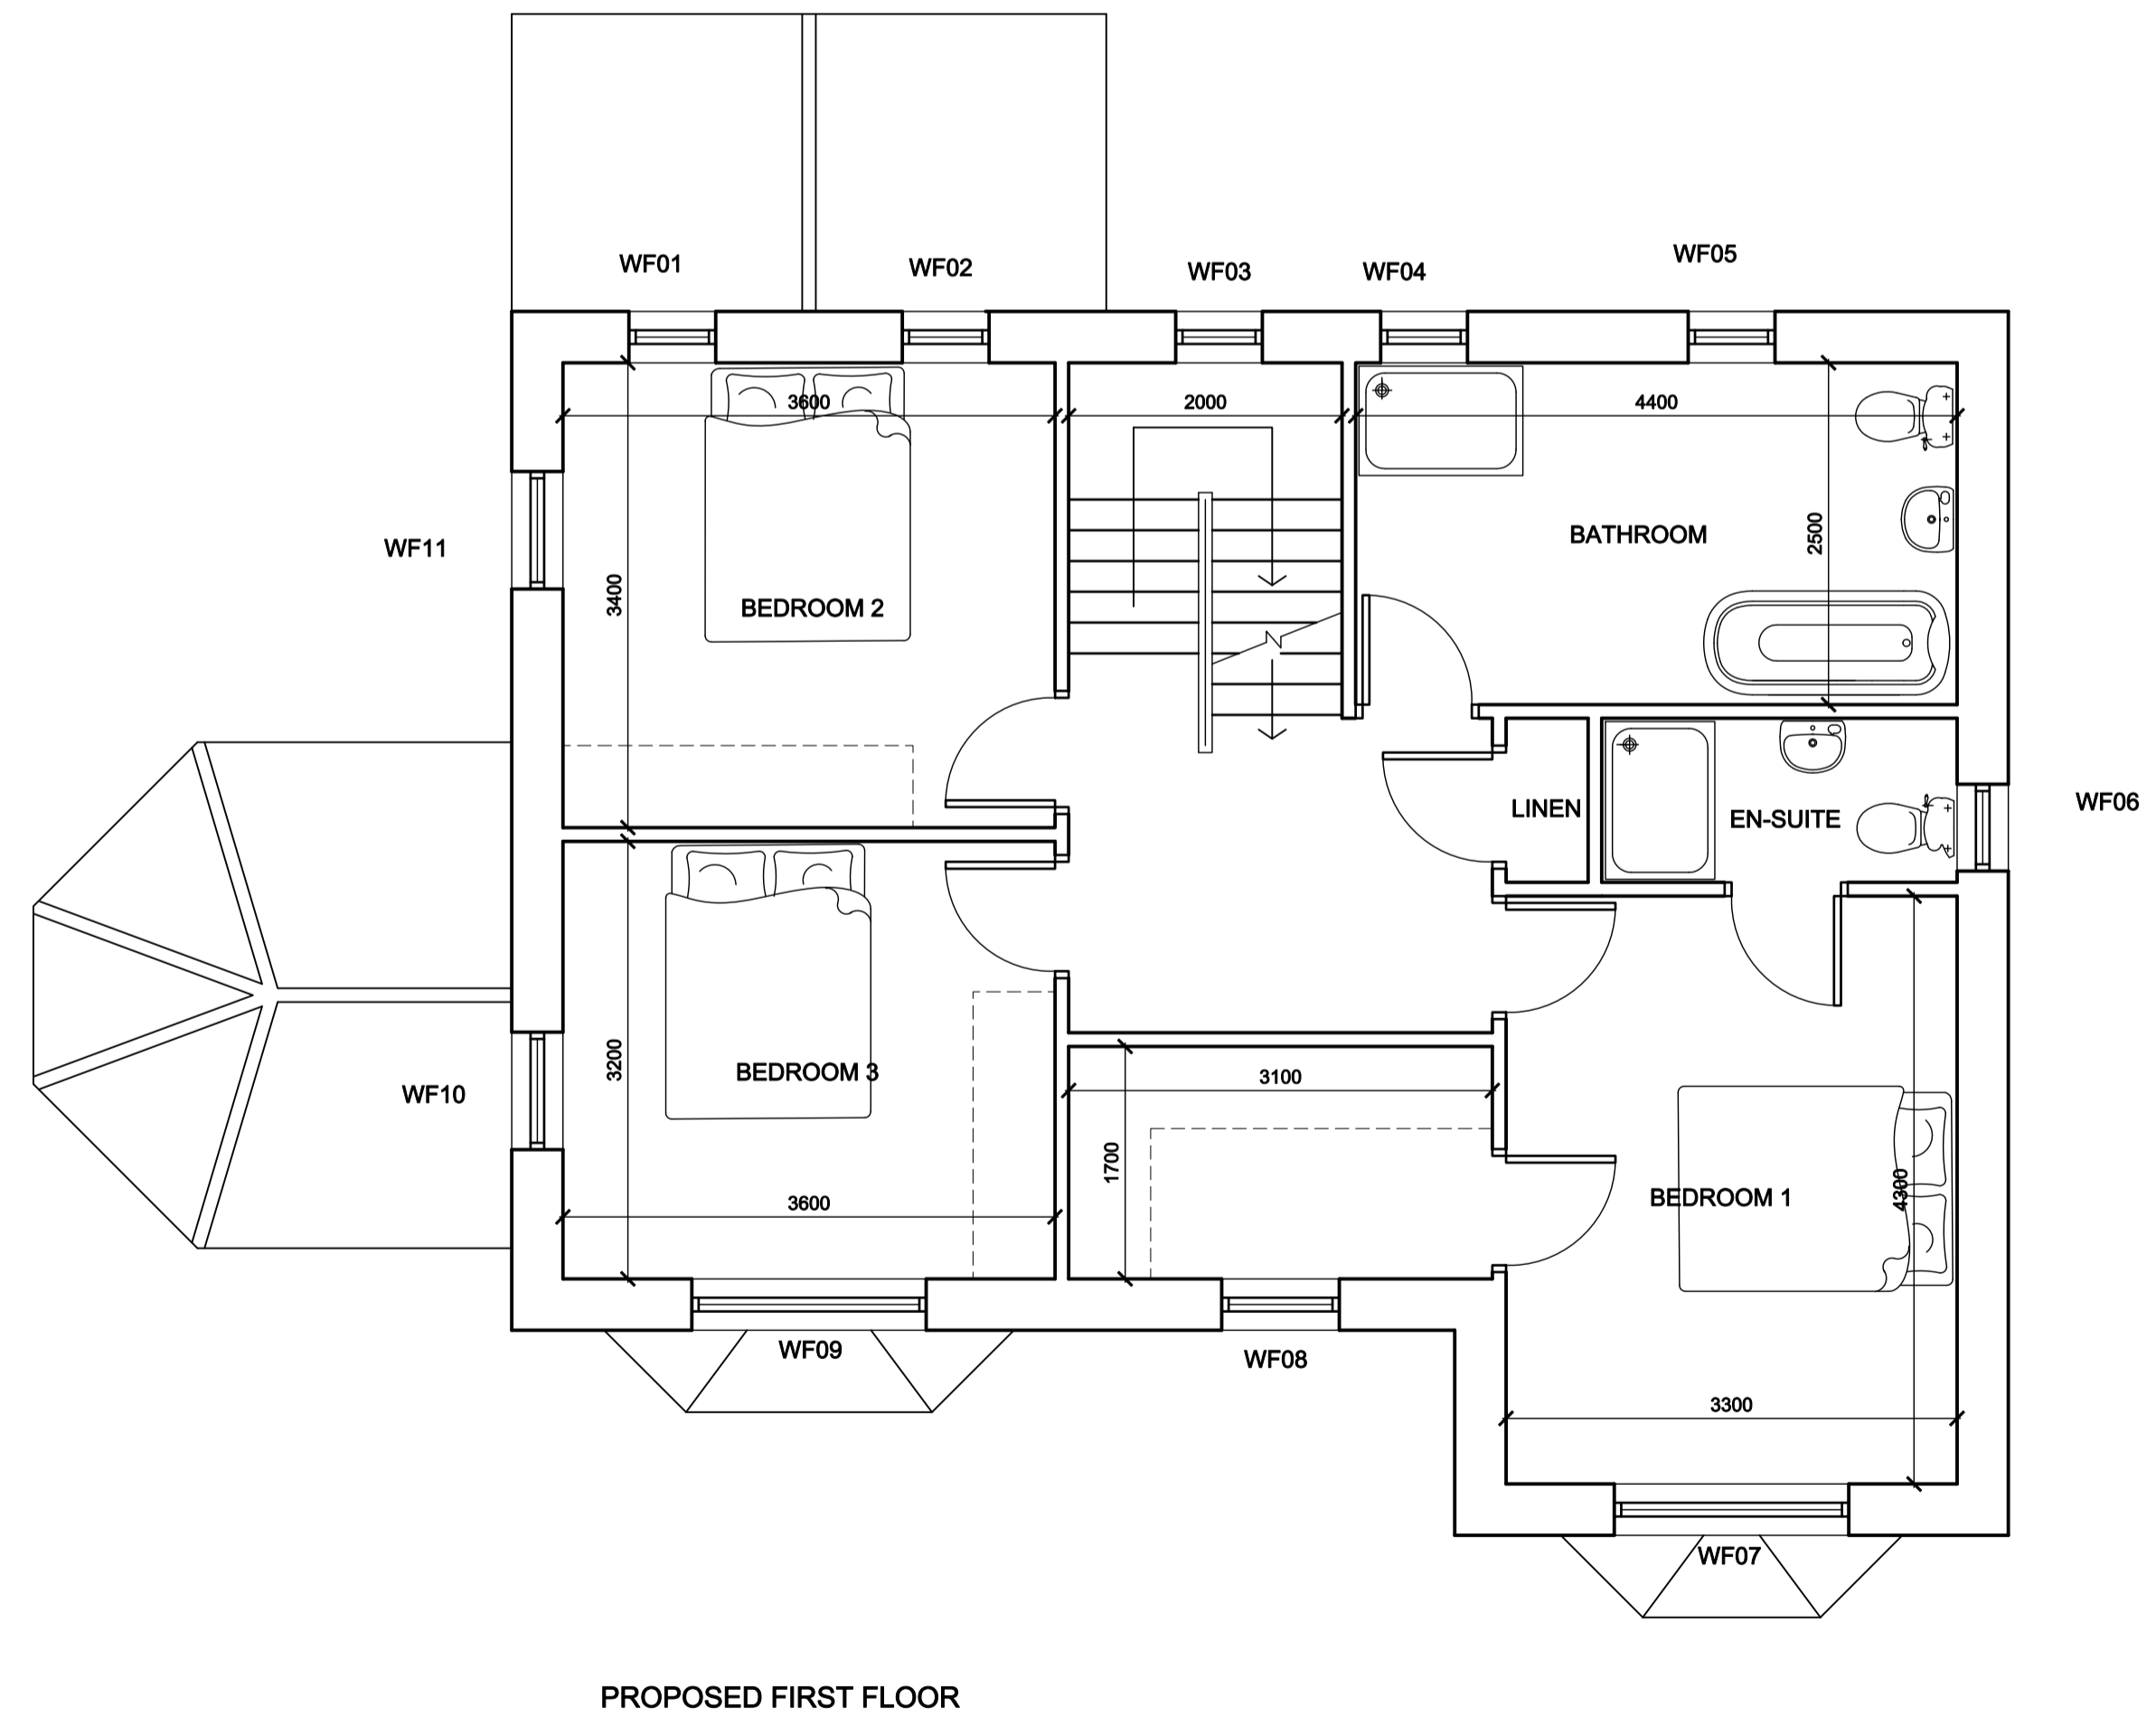 WF01
WF02
WF03
WF04
WF05
3600
2000
4400
BATHROOM
2500
WF11
3400
BEDROOM 2
LINEN
EN-SUITE
WF06
3200
BEDROOM 3
WF10
3100
1700
BEDROOM 1
4300
3600
3300
WF09
WF08
WF07
PROPOSED FIRST FLOOR